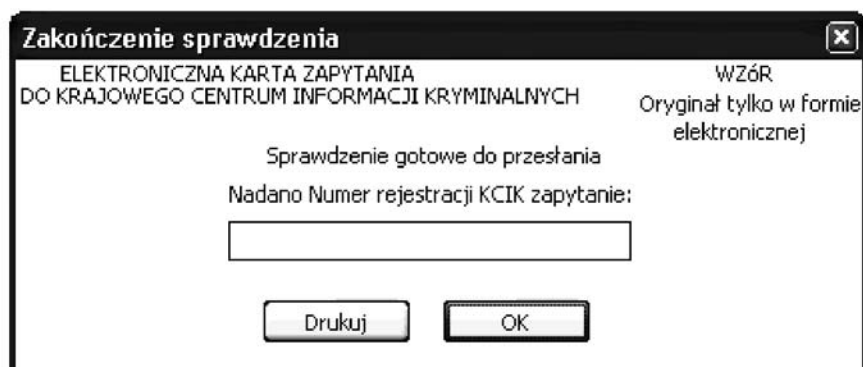 Zakończenie sprawdzenia
ELEKTRONICZNA KARTA ZAPYTANIA
DO KRAJOWEGO CENTRUM INFORMACJI KRYMINALNYCH
WZóR
Oryginał tylko w formie
elektronicznej
Sprawdzenie gotowe do przesłania
Nadano Numer rejestracji KCIK zapytanie:
Drukuj
OK